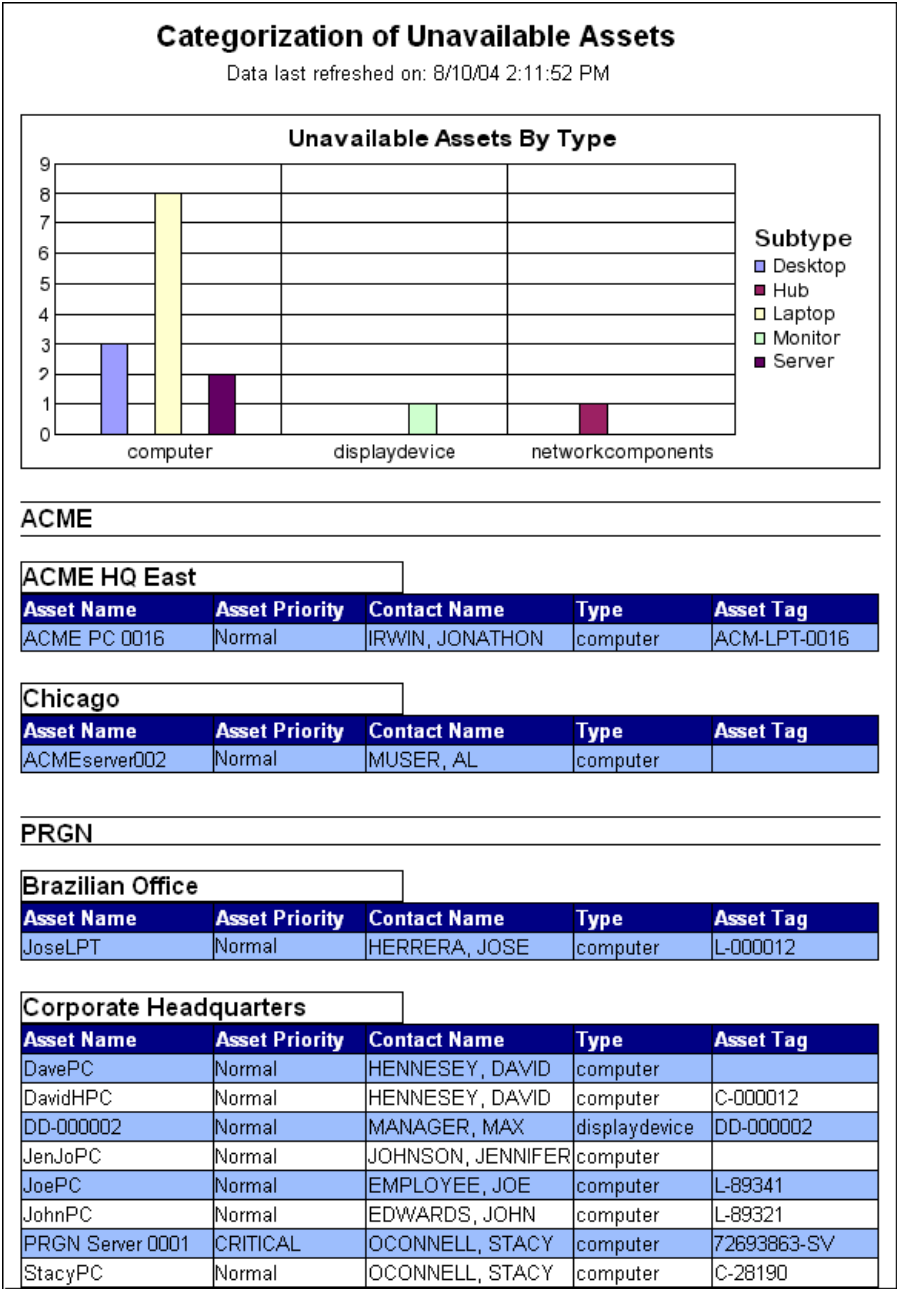 Categorization of Unavailable Assets
Data last refreshed on: 8/10/04 2:11:52 PM
Unavailable Assets By Type
9
8
7
6
5
4
3
2
1
0
computer displaydevice networkcomponents
Subtype
Desktop
Hub
Laptop
Monitor
Server
ACME
ACME HQ East
Asset Name Asset Priority Contact Name Type Asset Tag
ACME PC 0016 Normal IRWIN, JONATHON computer ACM-LPT-0016
Chicago
Asset Name Asset Priority Contact Name Type Asset Tag
ACMEserver002 Normal MUSER, AL computer
PRGN
Brazilian Office
Asset Name Asset Priority Contact Name Type Asset Tag
JoseLPT Normal HERRERA, JOSE computer L-000012
Corporate Headquarters
Asset Name Asset Priority Contact Name Type Asset Tag
DavePC Normal HENNESEY, DAVID computer
DavidHPC Normal HENNESEY, DAVID computer C-000012
DD-000002 Normal MANAGER, MAX displaydevice DD-000002
JenJoPC Normal JOHNSON, JENNIFER computer
JoePC Normal EMPLOYEE, JOE computer L-89341
JohnPC Normal EDWARDS, JOHN computer L-89321
PRGN Server 0001 CRITICAL OCONNELL, STACY computer 72693863-SV
StacyPC Normal OCONNELL, STACY computer C-28190